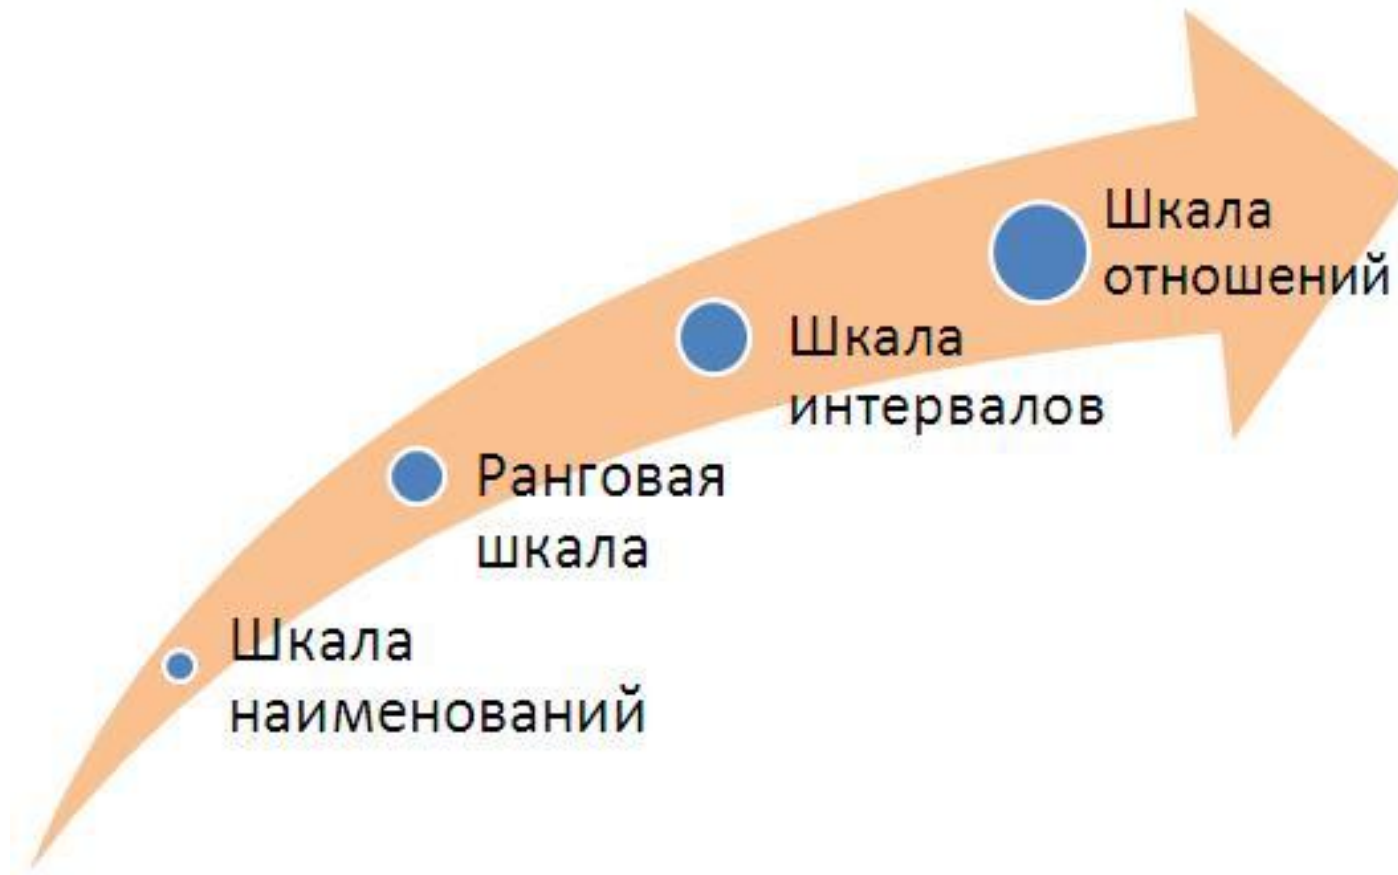 Шкала
отношений
Шкала
интервалов
Ранговая
шкала
Шкала
наименований